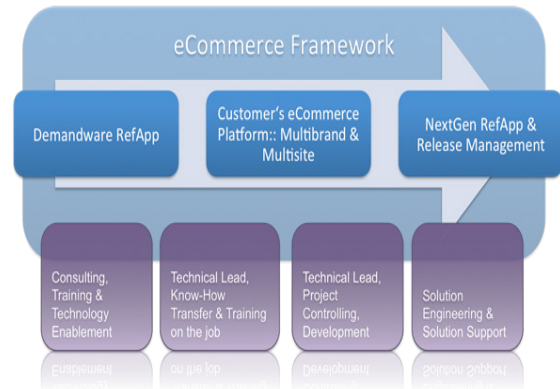 eCommerce Framework
Demandware RefApp
Customer's eCommerce
Platform:: Multibrand &
Multisite
NextGen RefApp &
Release Management
Consulting,
Training &
Technology
Enablement
Technical Lead,
Know-How
Transfer & Training
on the job
Technical Lead,
Project
Controlling,
Development
Solution
Engineering &
Solution Support